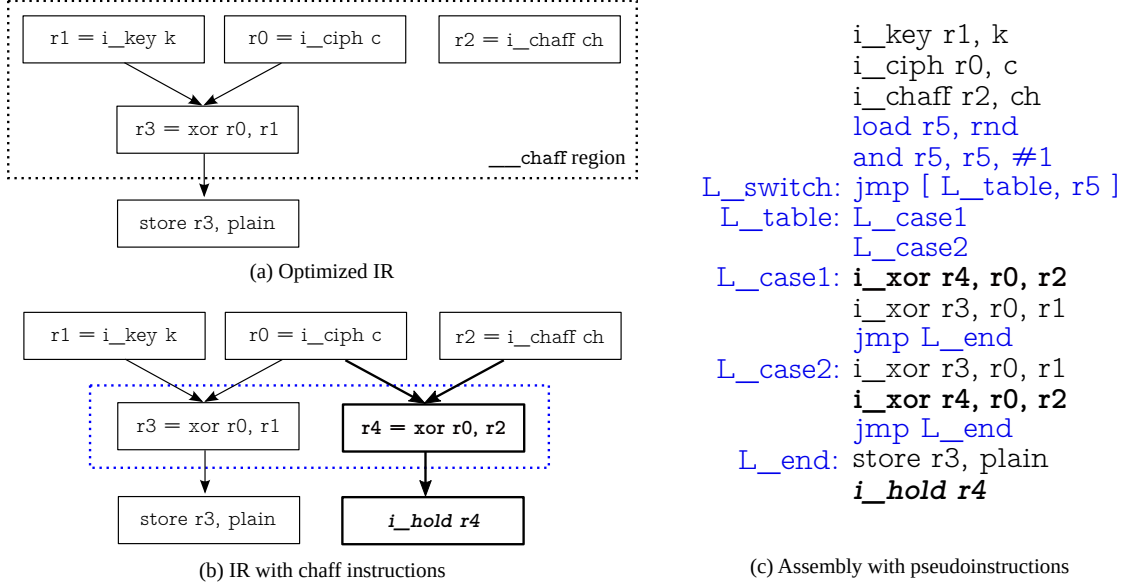 r1 = i_key k
r0 = i_ciph c
r2 = i_chaff ch
r3 = xor r0, r1
__chaff region
store r3, plain
(a) Optimized IR
r1 = i_key k
r0 = i_ciph c
r2 = i_chaff ch
r3 = xor r0, r1
r4 = xor r0, r2
store r3, plain
i_hold r4
(b) IR with chaff instructions
i_key r1, k
i_ciph r0, c
i_chaff r2, ch
load r5, rnd
and r5, r5, #1
L_switch: jmp [ L_table, r5 ]
L_table: L_case1
L_case2
L_case1: i_xor r4, r0, r2
i_xor r3, r0, r1
jmp L_end
L_case2: i_xor r3, r0, r1
i_xor r4, r0, r2
jmp L_end
L_end: store r3, plain
i_hold r4
(c) Assembly with pseudoinstructions